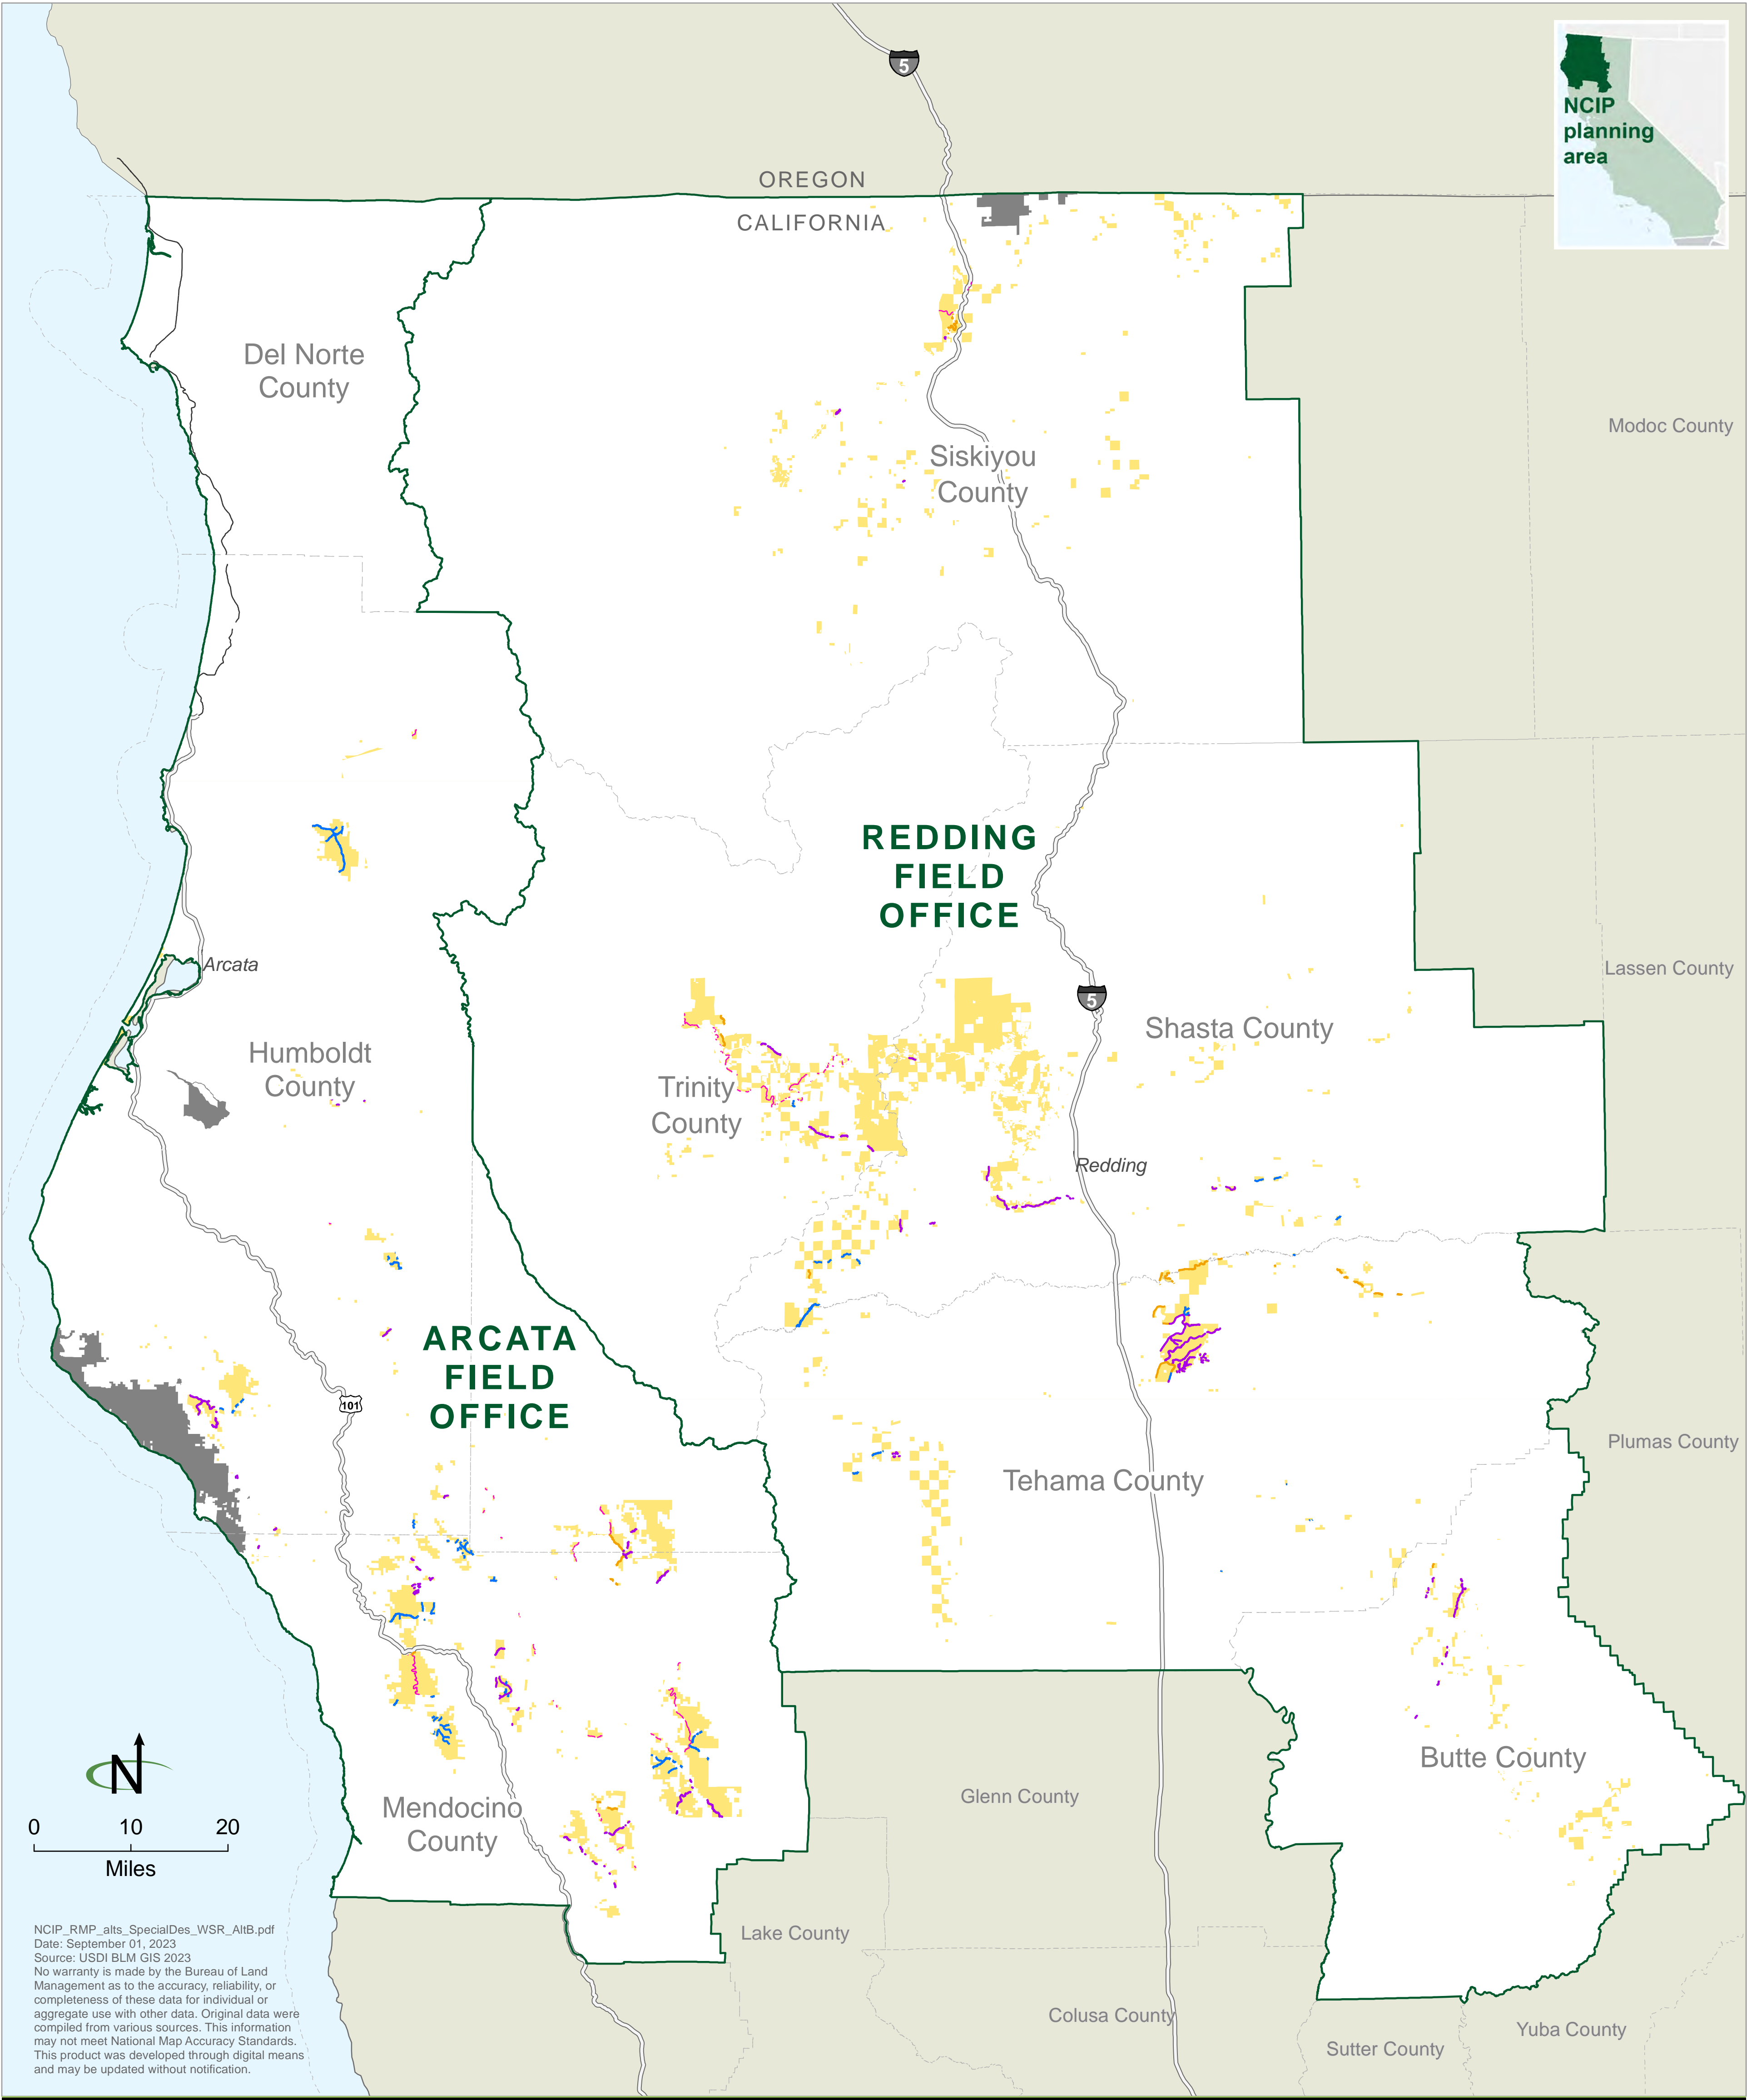 5
NCIP
planning
area
OREGON
CALIFORNIA
Del Norte
County
Modoc County
Siskiyou
County
REDDING
FIELD
OFFICE
Arcata
Lassen County
5
Shasta County
Humboldt
County
Trinity
County
Redding
ARCATA
FIELD
OFFICE
101
Plumas County
Tehama County
Butte County
N
Glenn County
Mendocino
County
0 10 20
Miles
Lake County
NCIP_RMP_alts_SpecialDes_WSR_AltB.pdf
Date: September 01, 2023
Source: USDI BLM GIS 2023
No warranty is made by the Bureau of Land
Management as to the accuracy, reliability, or
completeness of these data for individual or
aggregate use with other data. Original data were
compiled from various sources. This information
may not meet National Map Accuracy Standards.
This product was developed through digital means
and may be updated without notification.
Colusa County
Yuba County
Sutter County